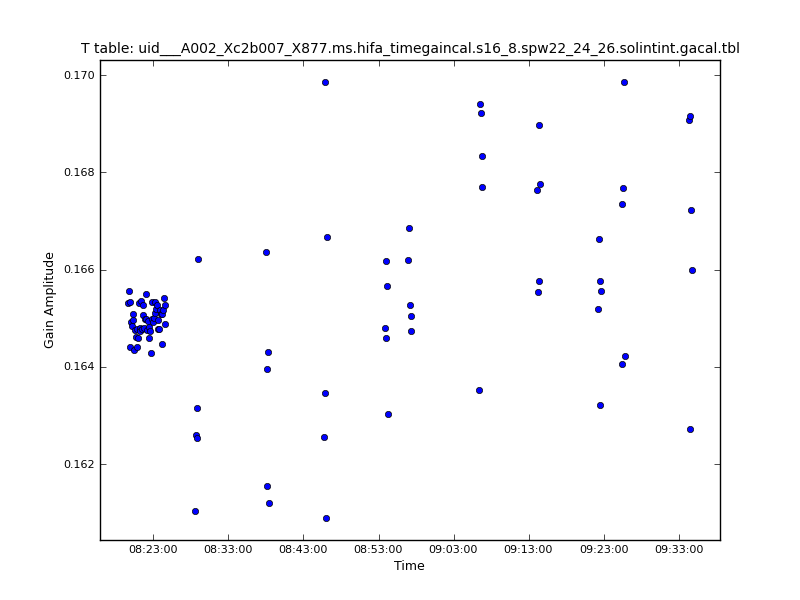 T table: uid___A002_Xc2b007_X877.ms.hifa_timegaincal.s16_8.spw22_24_26.solintint.gacal.tbl
0.170
0.168
0.166
0.164
0.162
Gain Amplitude
08:23:00 08:33:00 08:43:00 08:53:00 09:03:00 09:13:00 09:23:00 09:33:00
Time